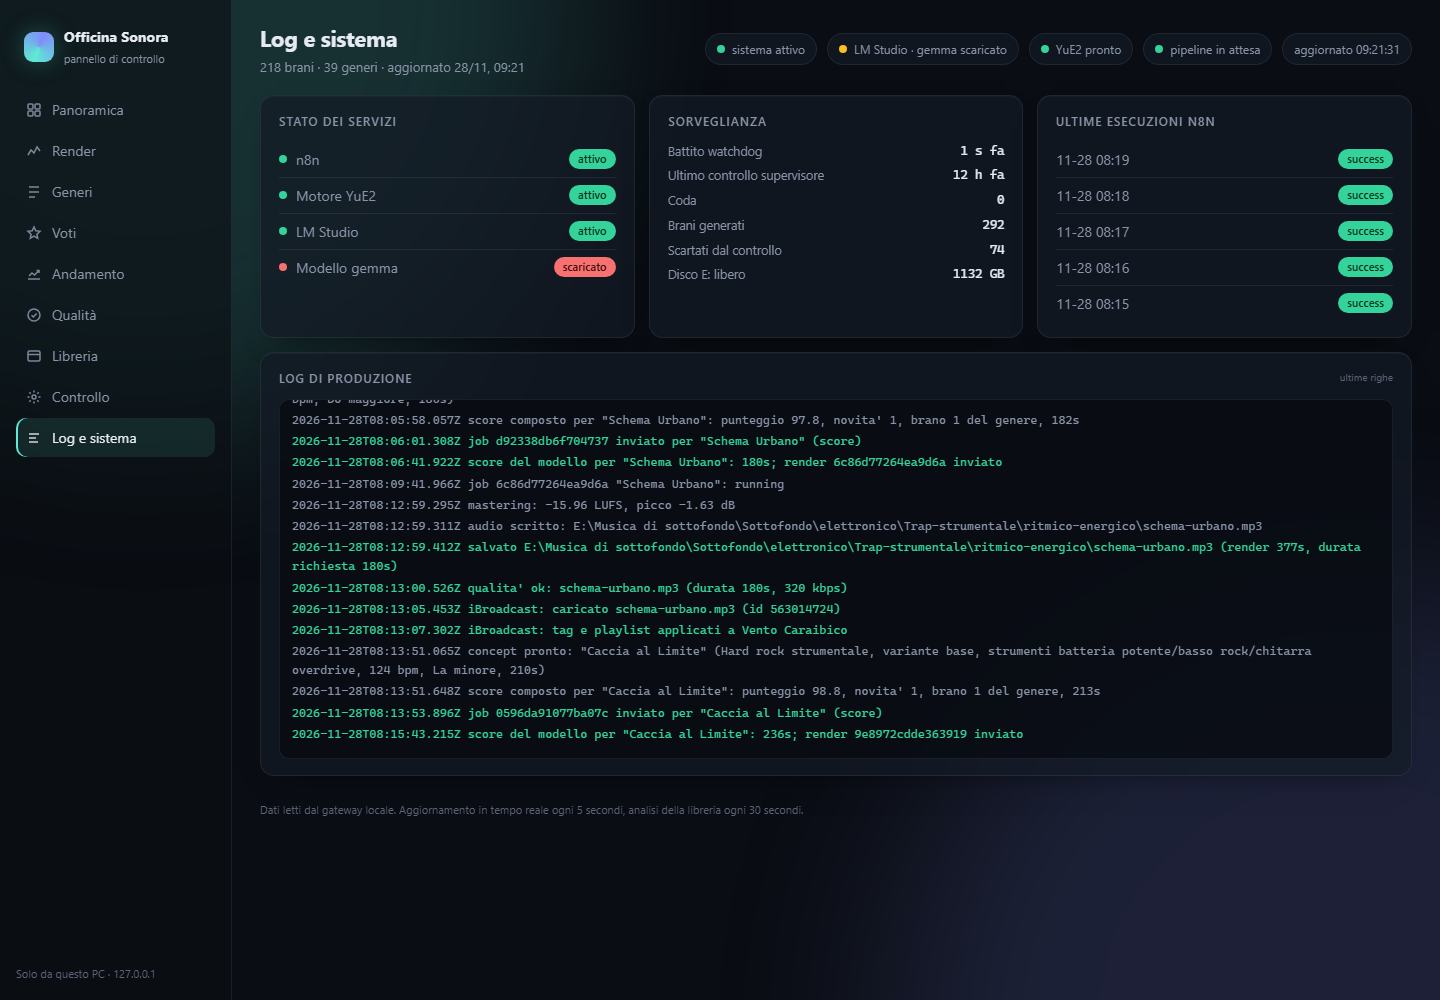 Officina Sonora
pannello di controllo
Panoramica
Render
Generi
Voti
Andamento
Qualità
Libreria
Controllo
Log e sistema
Solo da questo PC · 127.0.0.1
Log e sistema
218 brani · 39 generi · aggiornato 28/11, 09:21
sistema attivo
LM Studio · gemma scaricato
YuE2 pronto
pipeline in attesa
aggiornato 09:21:31
STATO DEI SERVIZI
n8n attivo
Motore YuE2 attivo
LM Studio attivo
Modello gemma scaricato
SORVEGLIANZA
Battito watchdog 1 s fa
Ultimo controllo supervisore 12 h fa
Coda 0
Brani generati 292
Scartati dal controllo 74
Disco E: libero 1132 GB
ULTIME ESECUZIONI N8N
11-28 08:19 success
11-28 08:18 success
11-28 08:17 success
11-28 08:16 success
11-28 08:15 success
LOG DI PRODUZIONE
ultime righe
bpm, Do maggiore, 180s)
2026-11-28T08:05:58.057Z score composto per "Schema Urbano": punteggio 97.8, novita' 1, brano 1 del genere, 182s
2026-11-28T08:06:01.308Z job d92338db6f704737 inviato per "Schema Urbano" (score)
2026-11-28T08:06:41.922Z score del modello per "Schema Urbano": 180s; render 6c86d77264ea9d6a inviato
2026-11-28T08:09:41.966Z job 6c86d77264ea9d6a "Schema Urbano": running
2026-11-28T08:12:59.295Z mastering: -15.96 LUFS, picco -1.63 dB
2026-11-28T08:12:59.311Z audio scritto: E:\Musica di sottofondo\Sottofondo\elettronico\Trap-strumentale\ritmico-energico\schema-urbano.mp3
2026-11-28T08:12:59.412Z salvato E:\Musica di sottofondo\Sottofondo\elettronico\Trap-strumentale\ritmico-energico\schema-urbano.mp3 (render 377s, durata
richiesta 180s)
2026-11-28T08:13:00.526Z qualita' ok: schema-urbano.mp3 (durata 180s, 320 kbps)
2026-11-28T08:13:05.453Z iBroadcast: caricato schema-urbano.mp3 (id 563014724)
2026-11-28T08:13:07.302Z iBroadcast: tag e playlist applicati a Vento Caraibico
2026-11-28T08:13:51.065Z concept pronto: "Caccia al Limite" (Hard rock strumentale, variante base, strumenti batteria potente/basso rock/chitarra
overdrive, 124 bpm, La minore, 210s)
2026-11-28T08:13:51.648Z score composto per "Caccia al Limite": punteggio 98.8, novita' 1, brano 1 del genere, 213s
2026-11-28T08:13:53.896Z job 0596da91077ba07c inviato per "Caccia al Limite" (score)
2026-11-28T08:15:43.215Z score del modello per "Caccia al Limite": 236s; render 9e8972cdde363919 inviato
Dati letti dal gateway locale. Aggiornamento in tempo reale ogni 5 secondi, analisi della libreria ogni 30 secondi.